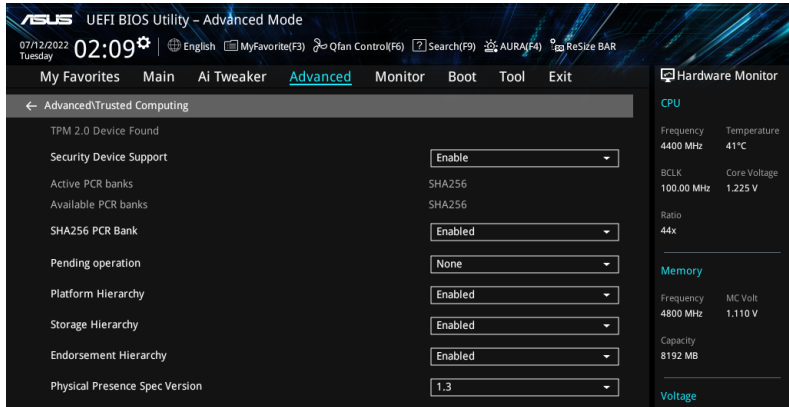 ASUS UEFI BIOS Utility – Advanced Mode
07/12/2022 Tuesday 02:09 English MyFavorite(F3) Qfan Control(F6) ? Search(F9) AURA(F4) ReSize BAR
My Favorites Main Ai Tweaker Advanced Monitor Boot Tool Exit
← Advanced\Trusted Computing
TPM 2.0 Device Found
Security Device Support Enable
Active PCR banks SHA256
Available PCR banks SHA256
SHA256 PCR Bank Enabled
Pending operation None
Platform Hierarchy Enabled
Storage Hierarchy Enabled
Endorsement Hierarchy Enabled
Physical Presence Spec Version 1.3
Hardware Monitor
CPU
Frequency Temperature
4400 MHz 41°C
BCLK Core Voltage
100.00 MHz 1.225 V
Ratio
44x
Memory
Frequency MC Volt
4800 MHz 1.110 V
Capacity
8192 MB
Voltage